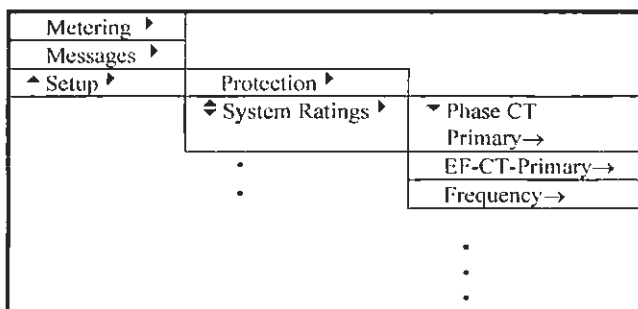 Metering ▶
Messages ▶
▲ Setup ▶ Protection ▶
◆ System Ratings ▶ ▼ Phase CT
Primary→
EF-CT-Primary→
Frequency→